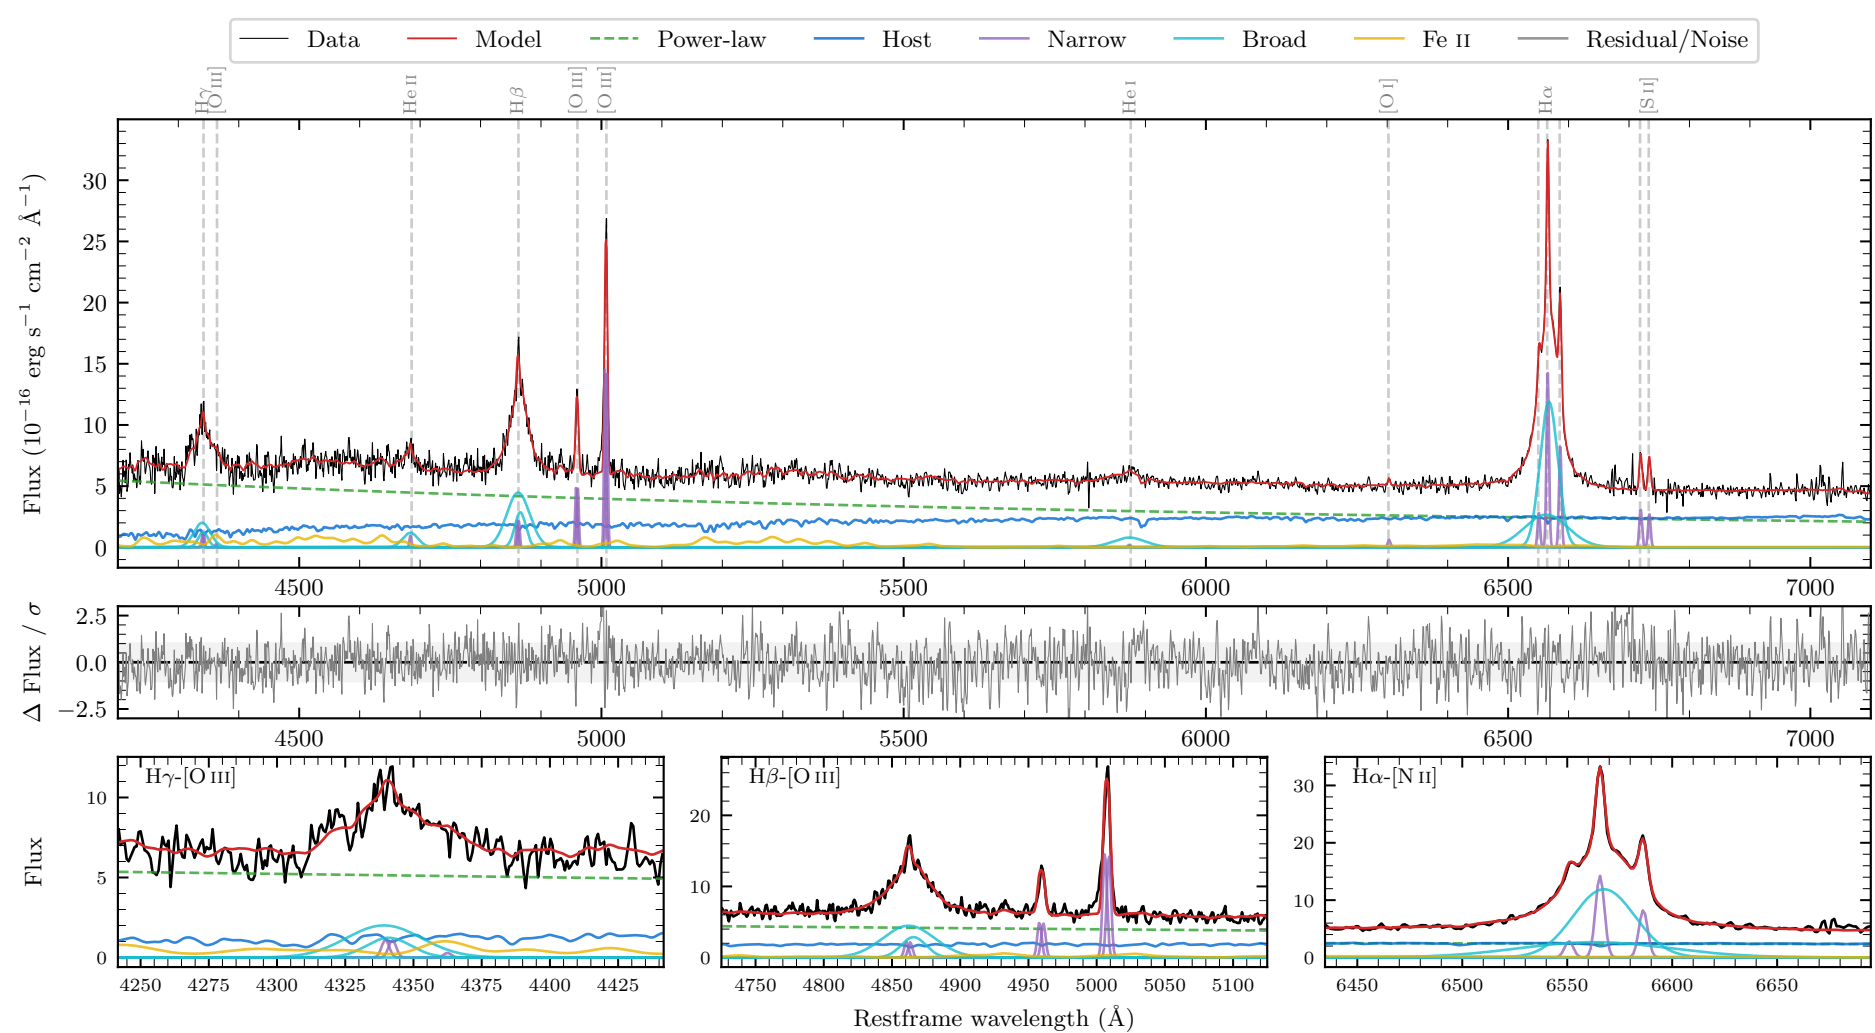 Data Model Power-law Host Narrow Broad Fe II Residual/Noise
Hγ [O III] He II Hβ [O III] [O III] He I [O I] Hα [S II]
Flux (10⁻¹⁶ erg s⁻¹ cm⁻² Å⁻¹)
30
25
20
15
10
5
0
4500 5000 5500 6000 6500 7000
Δ Flux / σ
2.5
0.0
−2.5
4500 5000 5500 6000 6500 7000
Flux
Hγ-[O III]
10
5
0
4250 4275 4300 4325 4350 4375 4400 4425
Hβ-[O III]
20
10
0
4750 4800 4850 4900 4950 5000 5050 5100
Hα-[N II]
30
20
10
0
6450 6500 6550 6600 6650
Restframe wavelength (Å)